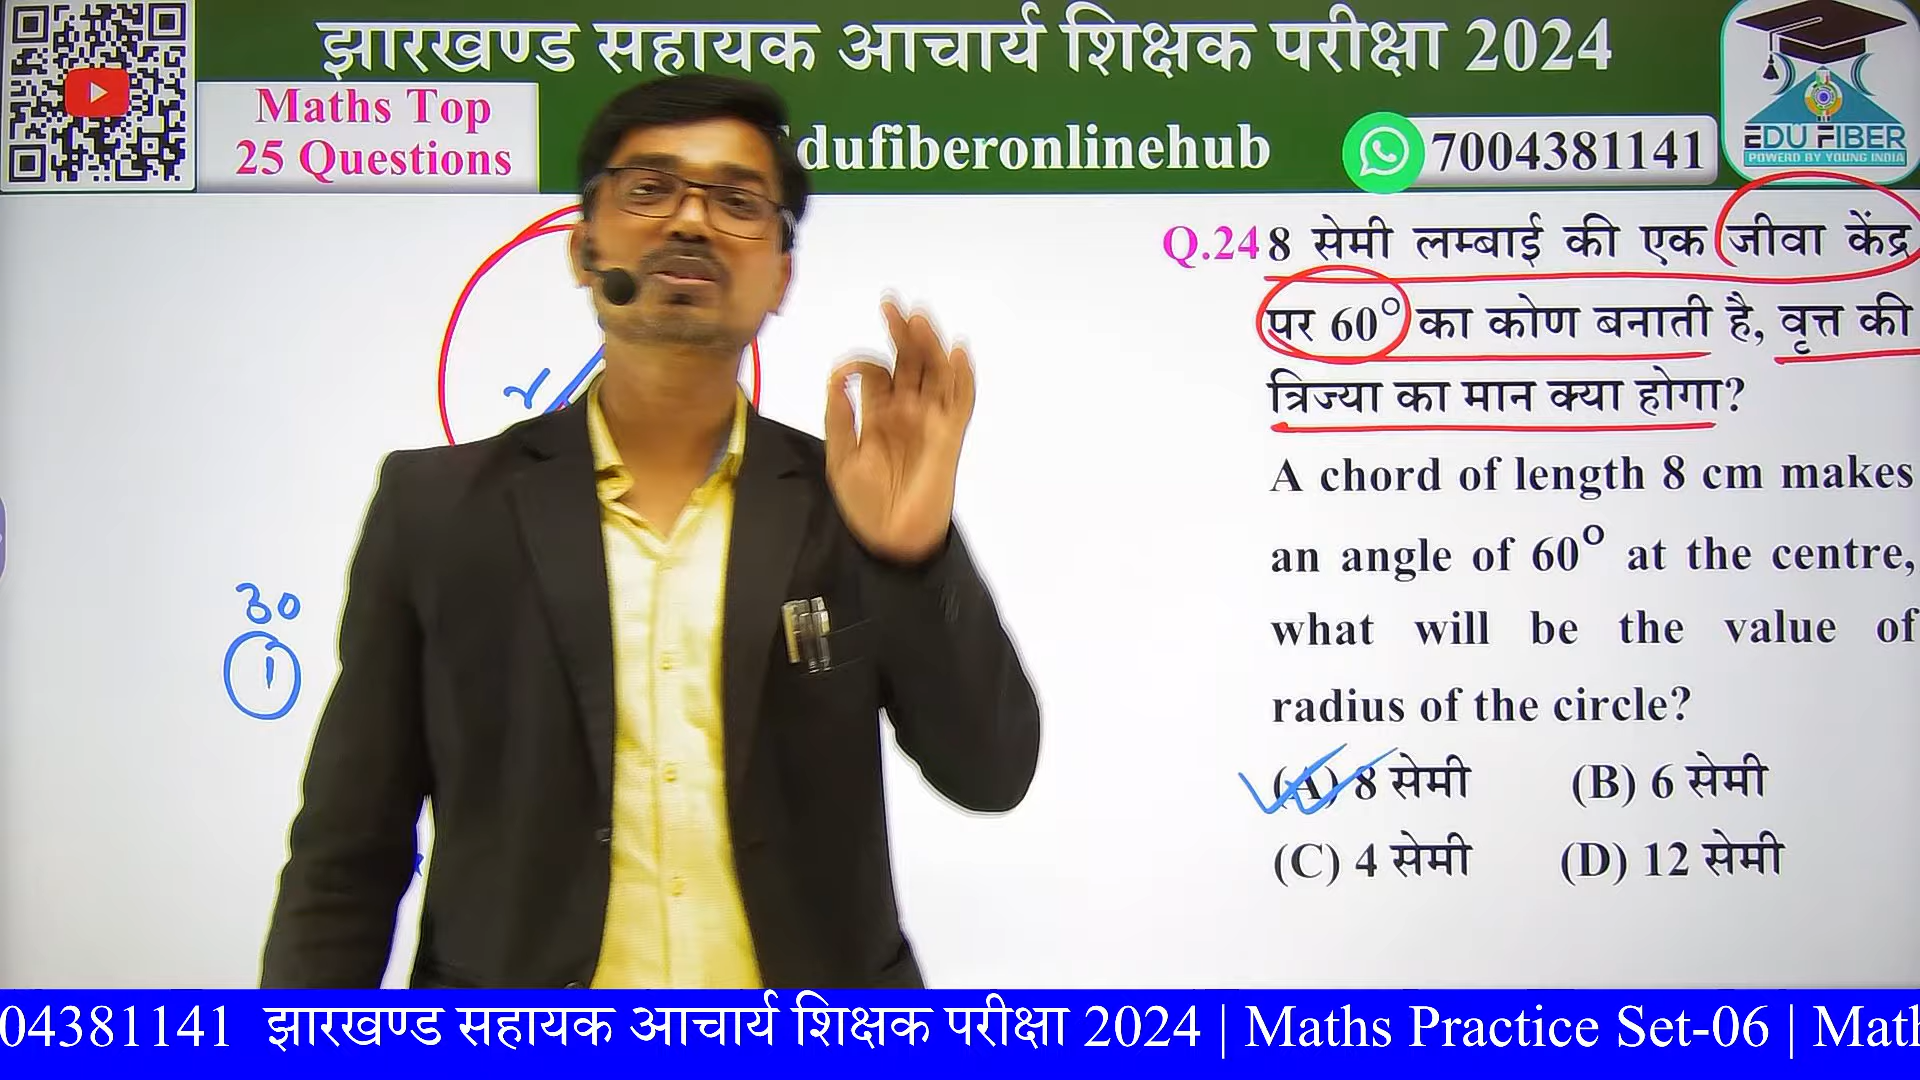 झारखण्ड सहायक आचार्य शिक्षक परीक्षा 2024
Maths Top
25 Questions
dufiberonlinehub
7004381141
EDU FIBER
POWERD BY YOUNG INDIA
Q.24 8 सेमी लम्बाई की एक जीवा केंद्र
पर 60° का कोण बनाती है, वृत्त की
त्रिज्या का मान क्या होगा?
A chord of length 8 cm makes
an angle of 60° at the centre,
what will be the value of
radius of the circle?
(A) 8 सेमी (B) 6 सेमी
(C) 4 सेमी (D) 12 सेमी
r
30
1
04381141 झारखण्ड सहायक आचार्य शिक्षक परीक्षा 2024 | Maths Practice Set-06 | Math